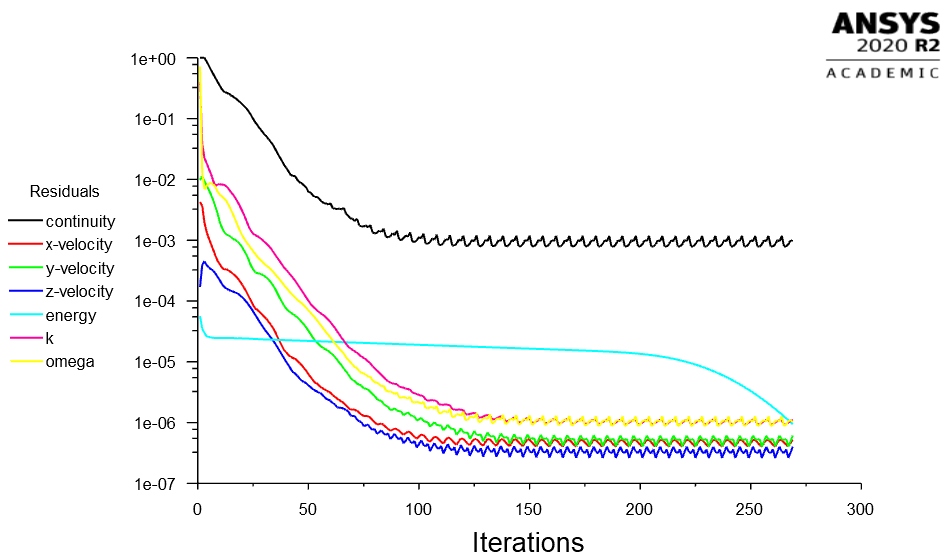 ANSYS
2020 R2
ACADEMIC
1e+00
1e-01
1e-02
1e-03
1e-04
1e-05
1e-06
1e-07
Residuals
continuity
x-velocity
y-velocity
z-velocity
energy
k
omega
0 50 100 150 200 250 300
Iterations